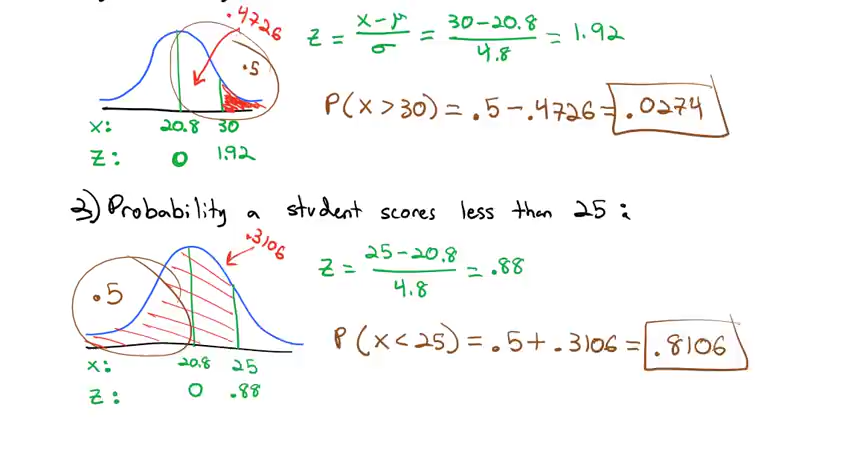 .4726
.5
z = (x − μ)/σ = (30 − 20.8)/4.8 = 1.92
P(x > 30) = .5 − .4726 = .0274
x: 20.8 30
z: 0 1.92
2) Probability a student scores less than 25:
.3106
.5
z = (25 − 20.8)/4.8 = .88
P(x < 25) = .5 + .3106 = .8106
x: 20.8 25
z: 0 .88